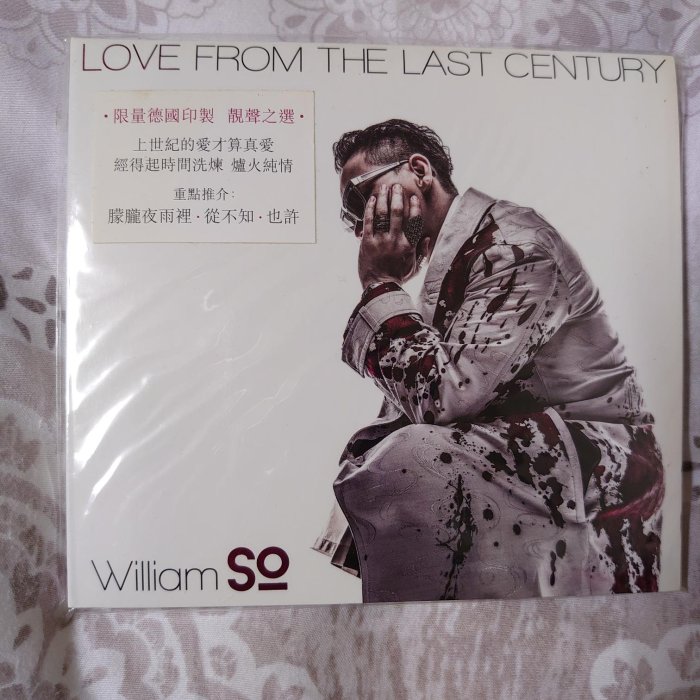 LOVE FROM THE LAST CENTURY
·限量德國印製 靚聲之選·
上世紀的愛才算真愛
經得起時間洗煉 爐火純情
重點推介:
朦朧夜雨裡·從不知·也許
William So